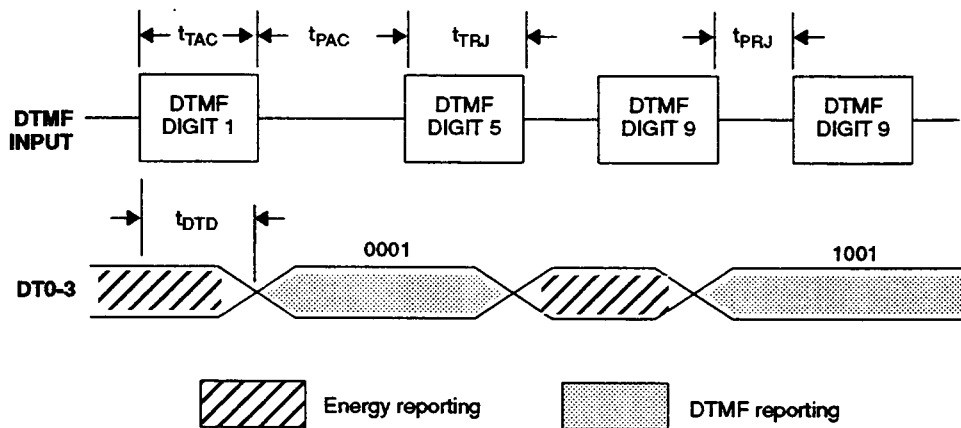 tTAC tPAC tTRJ tPRJ
DTMF INPUT
DTMF DIGIT 1
DTMF DIGIT 5
DTMF DIGIT 9
DTMF DIGIT 9
tDTD
0001 1001
DT0-3
Energy reporting DTMF reporting